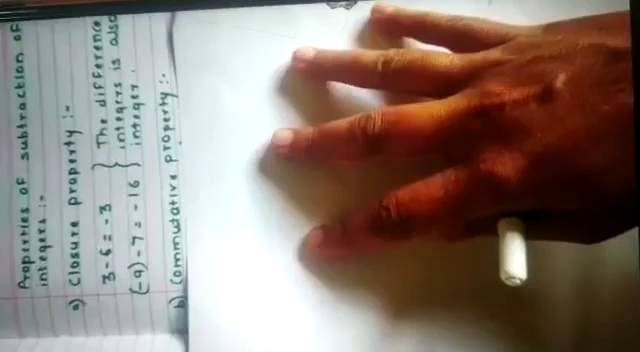 Properties of subtraction of
integers :-
a) Closure property :-
3 - 6 = -3 } The difference
(-9) - 7 = -16 } integers is also
integer.
b) Commutative property :-